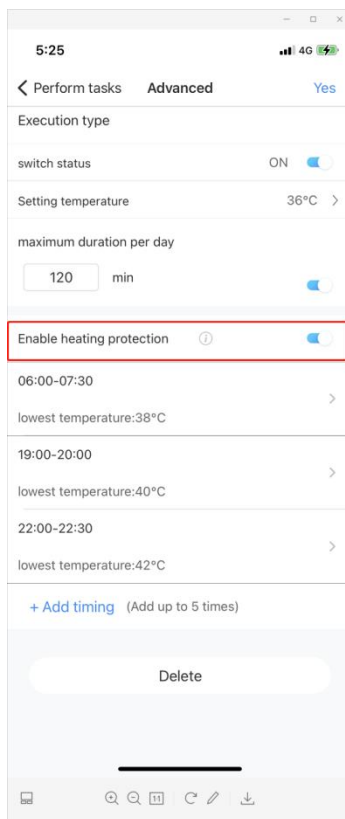 5:25
4G
Perform tasks Advanced Yes
Execution type
switch status ON
Setting temperature 36°C
maximum duration per day
120 min
Enable heating protection
06:00-07:30
lowest temperature:38°C
19:00-20:00
lowest temperature:40°C
22:00-22:30
lowest temperature:42°C
+ Add timing (Add up to 5 times)
Delete
1:1